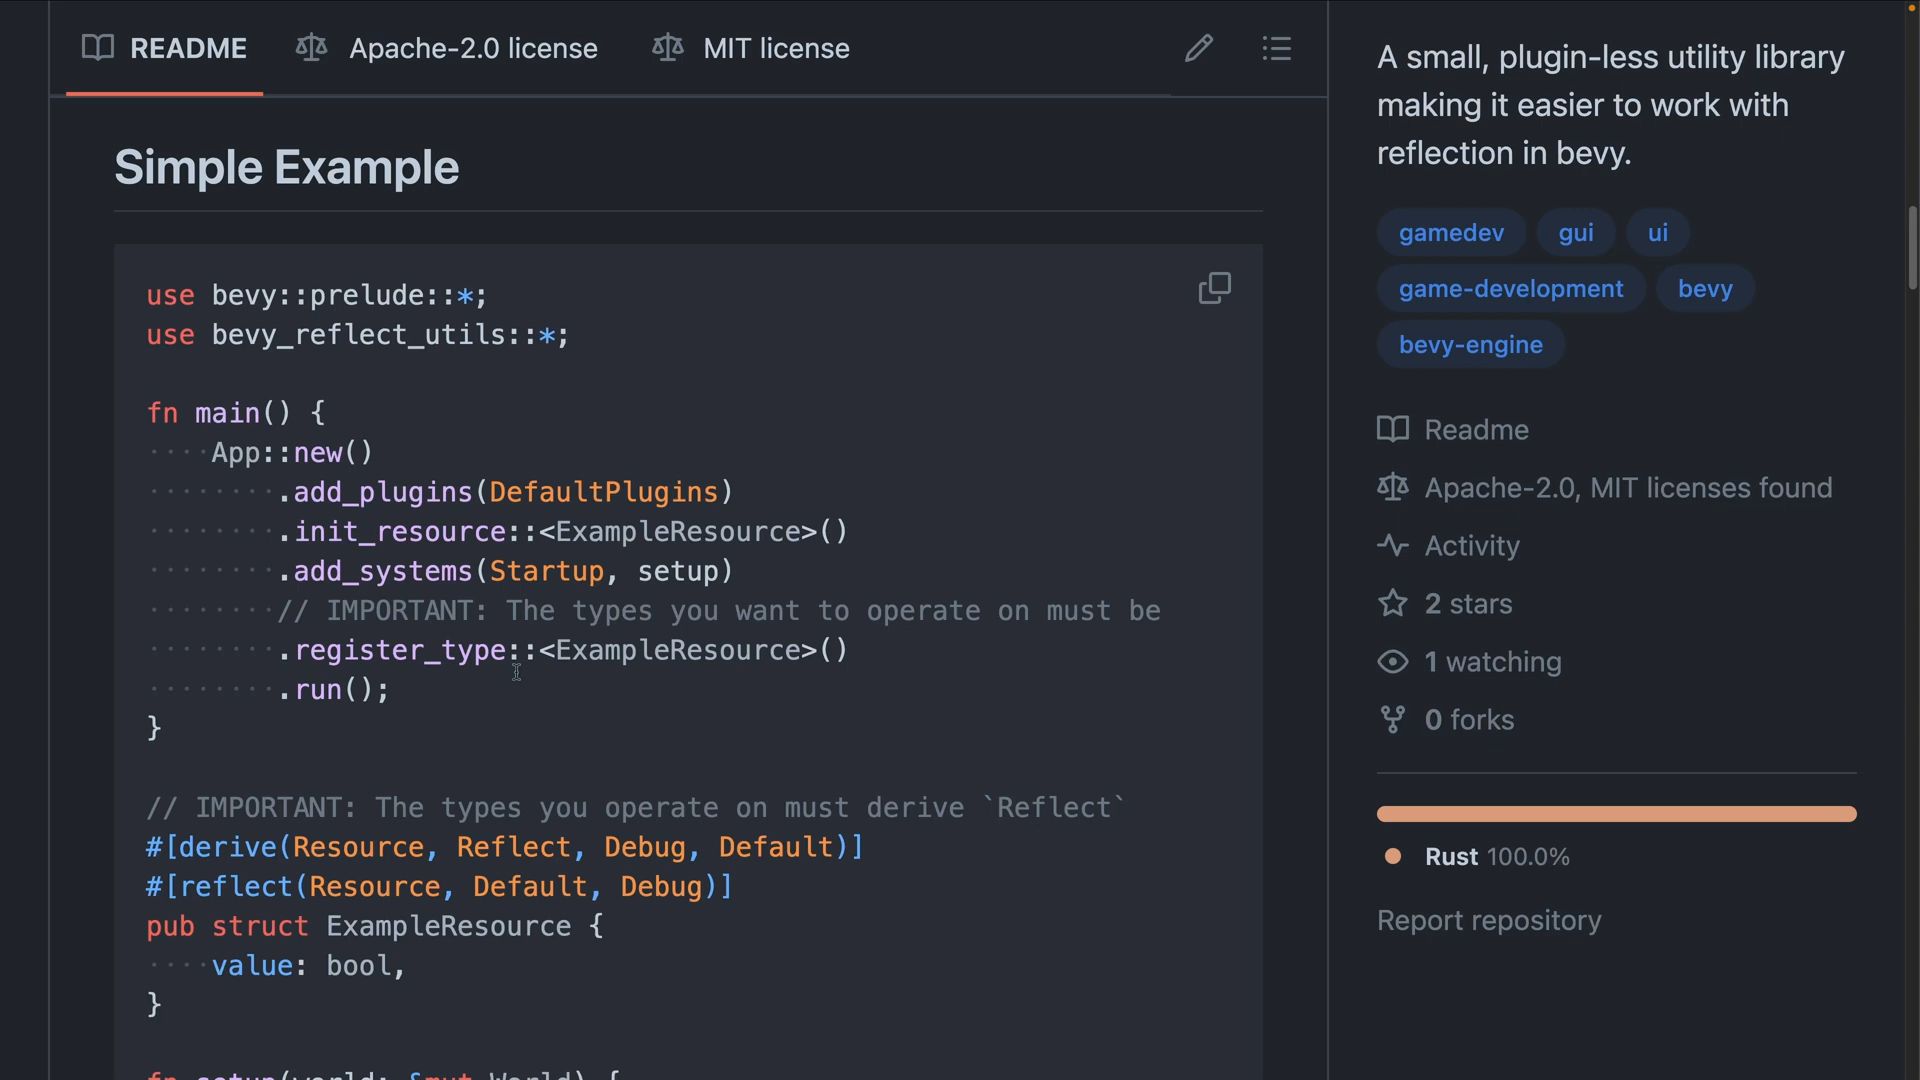 README
Apache-2.0 license
MIT license
Simple Example
use bevy::prelude::*;
use bevy_reflect_utils::*;
fn main() {
App::new()
.add_plugins(DefaultPlugins)
.init_resource::<ExampleResource>()
.add_systems(Startup, setup)
// IMPORTANT: The types you want to operate on must be
.register_type::<ExampleResource>()
.run();
}
// IMPORTANT: The types you operate on must derive `Reflect`
#[derive(Resource, Reflect, Debug, Default)]
#[reflect(Resource, Default, Debug)]
pub struct ExampleResource {
value: bool,
}
fn setup(world: &mut World) {
A small, plugin-less utility library
making it easier to work with
reflection in bevy.
gamedev
gui
ui
game-development
bevy
bevy-engine
Readme
Apache-2.0, MIT licenses found
Activity
2 stars
1 watching
0 forks
Rust 100.0%
Report repository